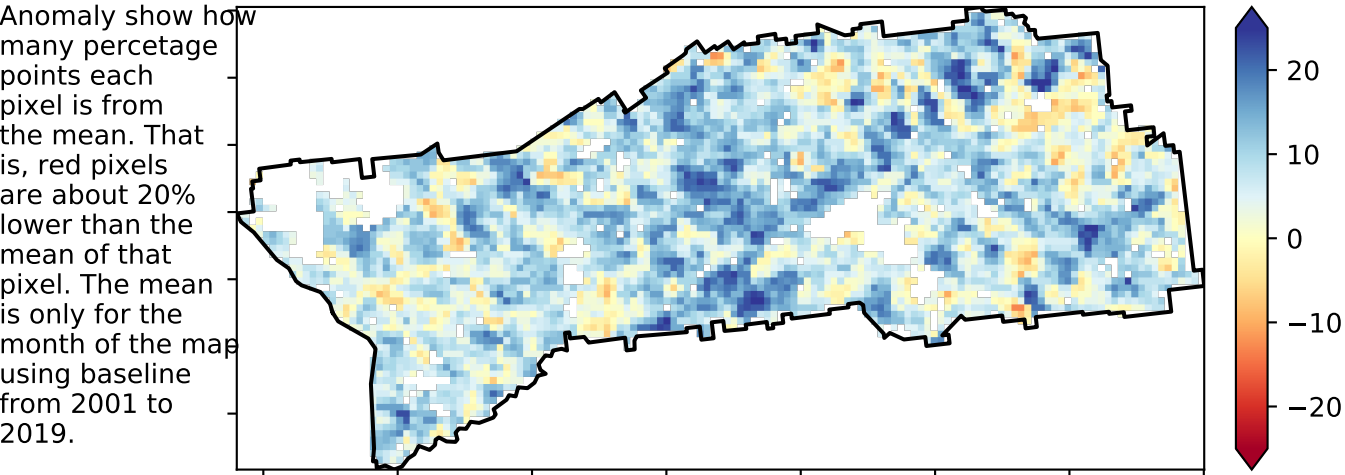 Anomaly show how
many percetage
points each
pixel is from
the mean. That
is, red pixels
are about 20%
lower than the
mean of that
pixel. The mean
is only for the
month of the map
using baseline
from 2001 to
2019.
20
10
0
−10
−20